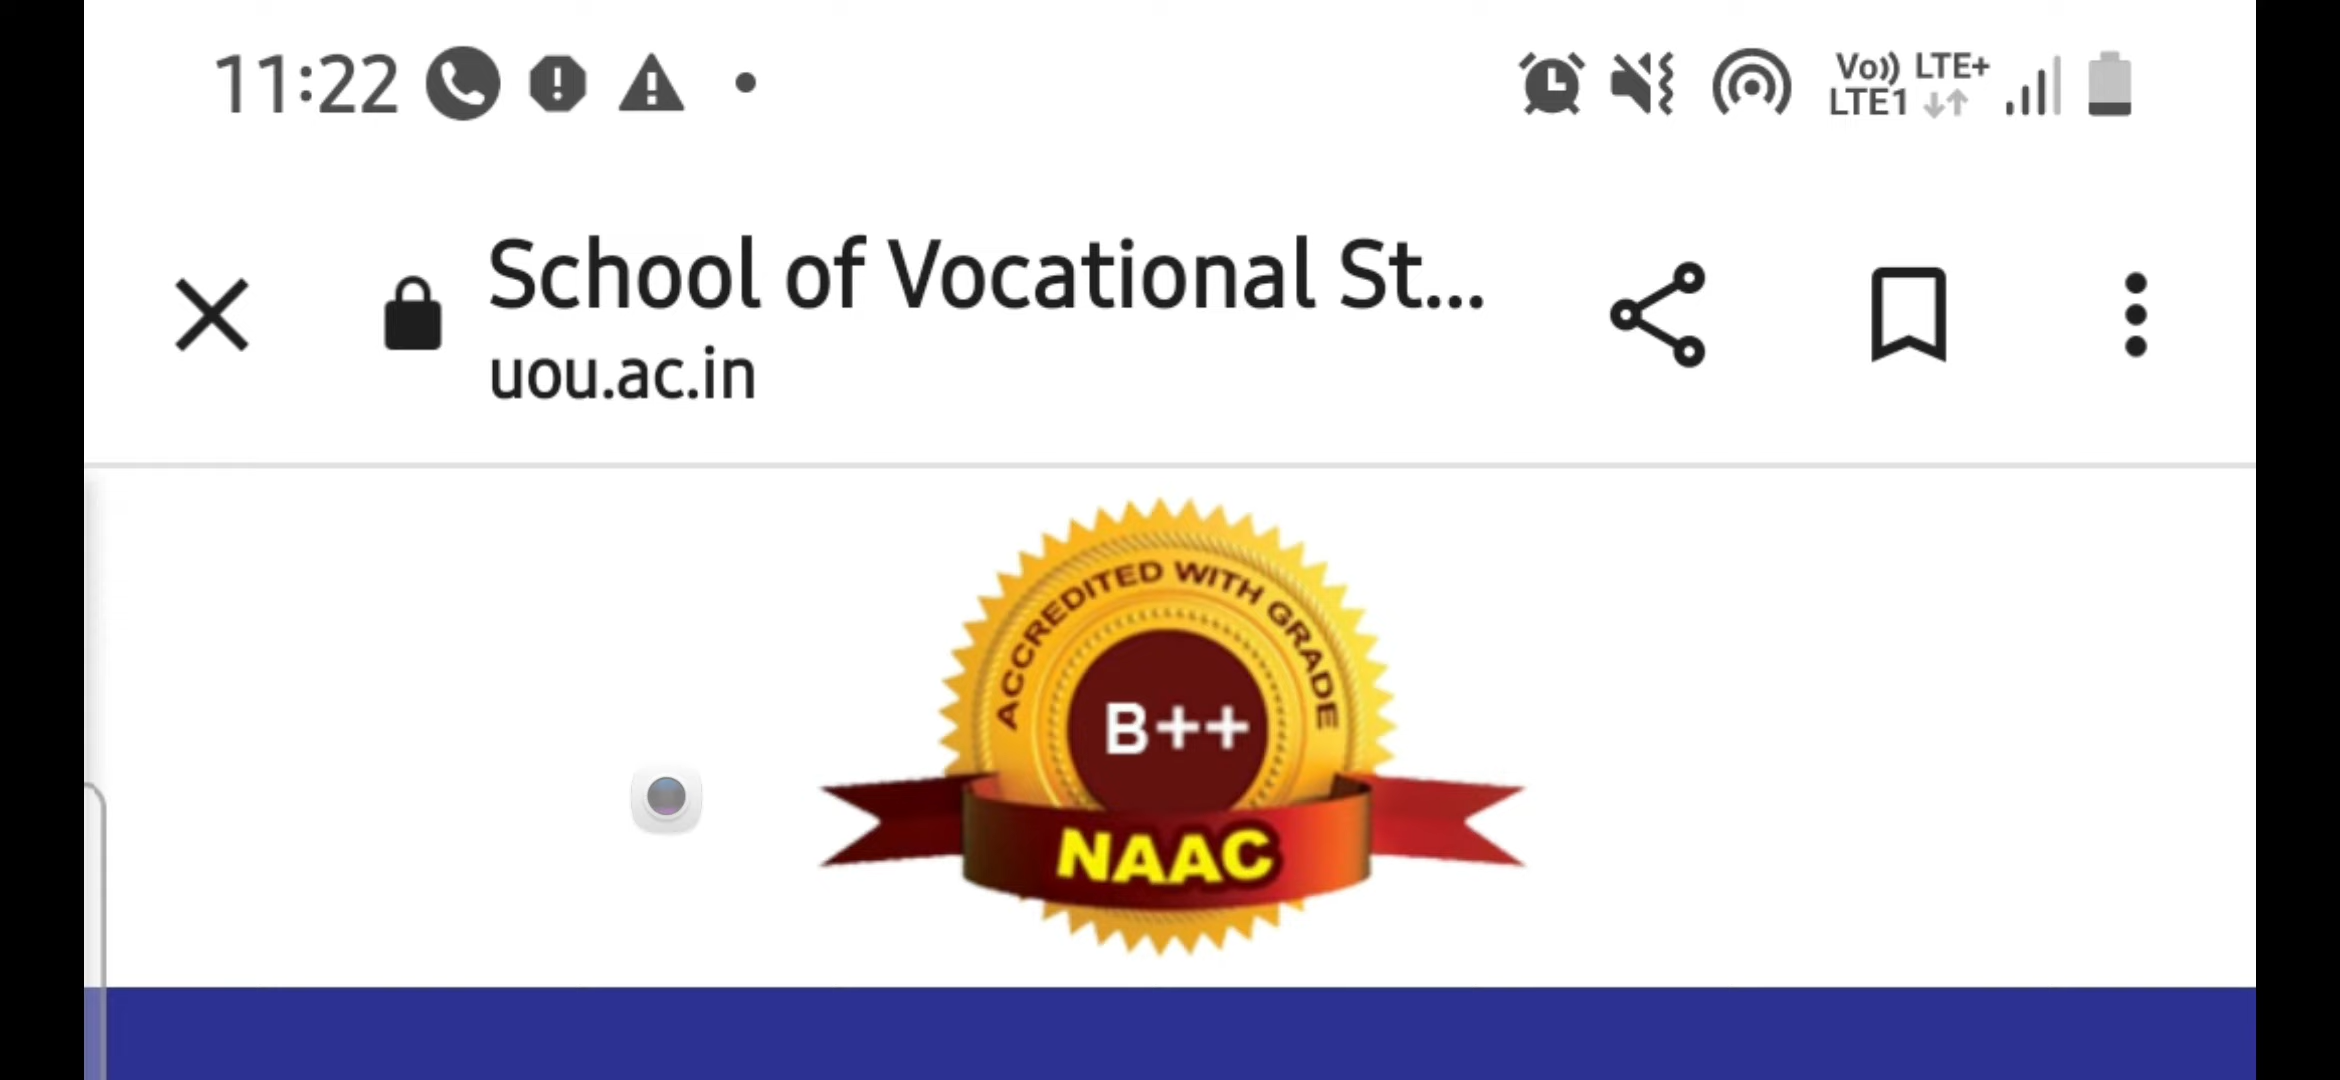 11:22
Vo)) LTE+
LTE1
School of Vocational St...
uou.ac.in
ACCREDITED WITH GRADE
B++
NAAC